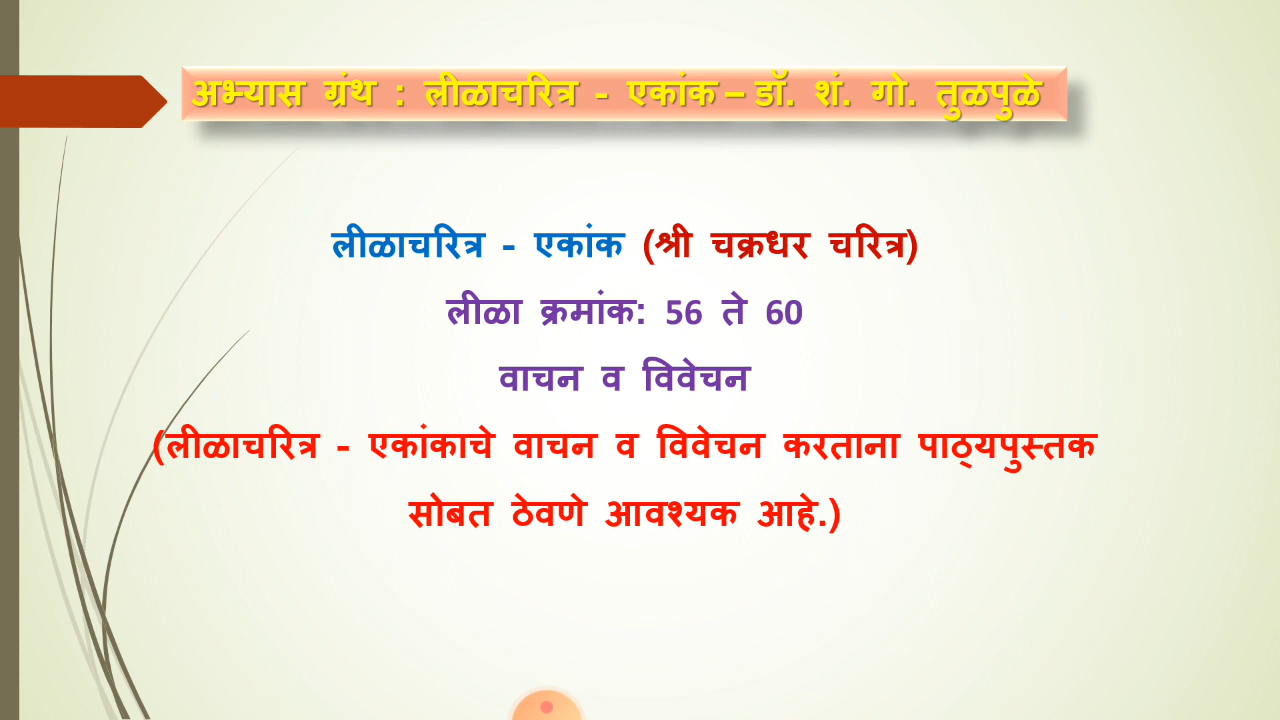 अभ्यास ग्रंथ : लीळाचरित्र - एकांक – डॉ. शं. गो. तुळपुळे
लीळाचरित्र - एकांक (श्री चक्रधर चरित्र)
लीळा क्रमांक: 56 ते 60
वाचन व विवेचन
(लीळाचरित्र - एकांकाचे वाचन व विवेचन करताना पाठ्यपुस्तक
सोबत ठेवणे आवश्यक आहे.)